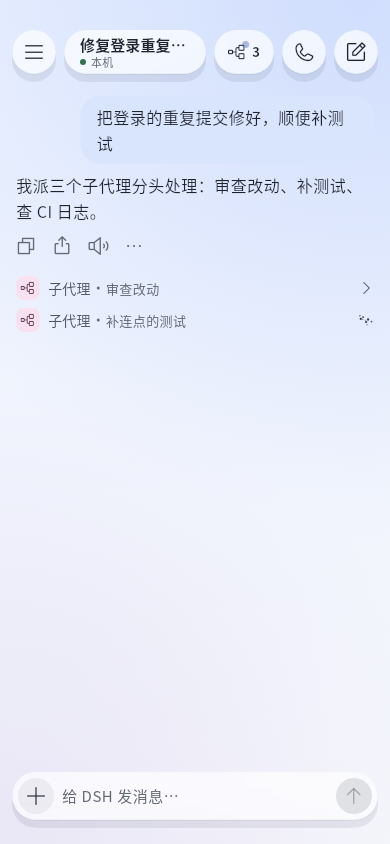 修复登录重复…
本机
3
把登录的重复提交修好，顺便补测
试
我派三个子代理分头处理：审查改动、补测试、
查 CI 日志。
子代理 · 审查改动
子代理 · 补连点的测试
给 DSH 发消息…